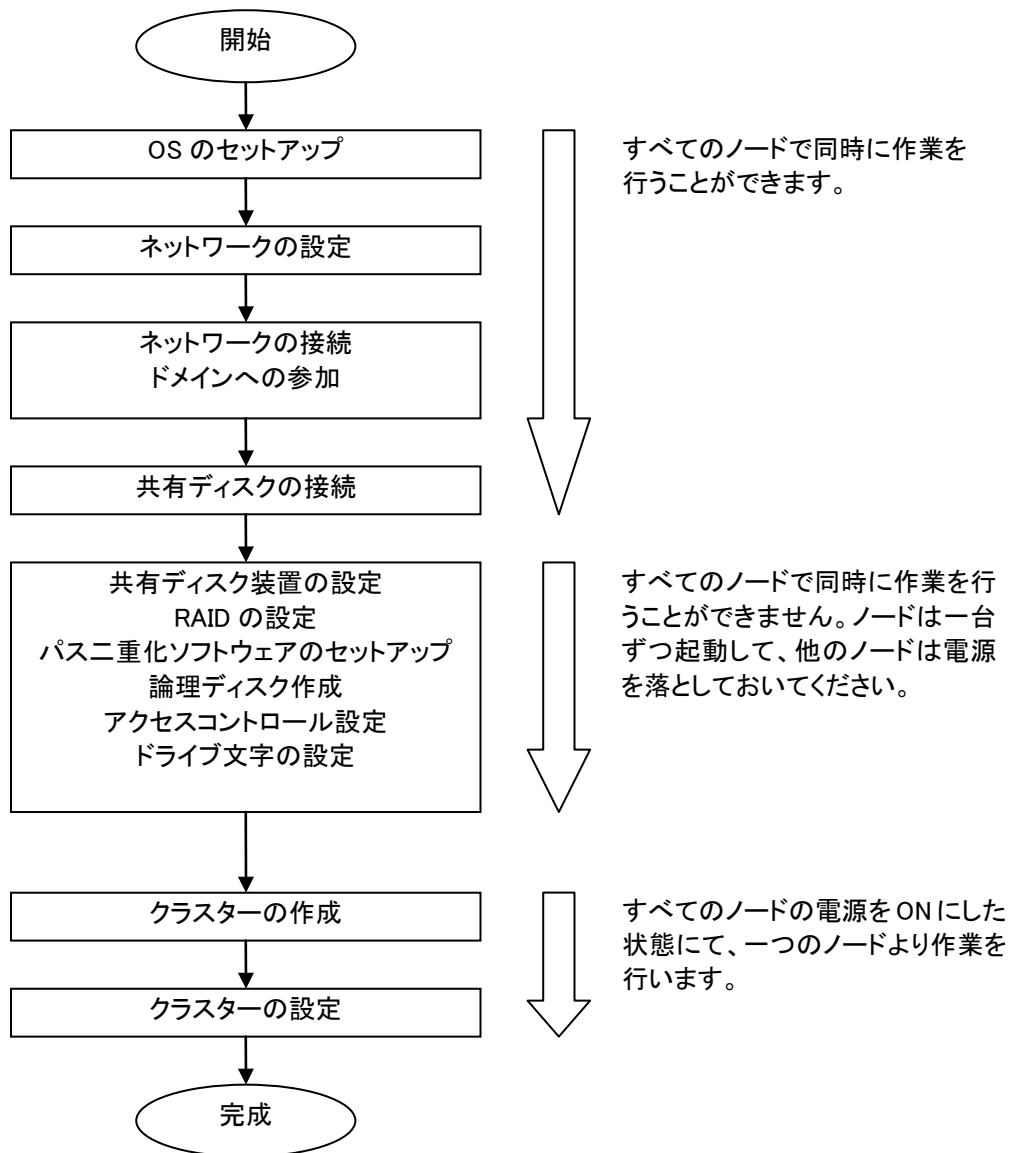 開始
OS のセットアップ
すべてのノードで同時に作業を
行うことができます。
ネットワークの設定
ネットワークの接続
ドメインへの参加
共有ディスクの接続
共有ディスク装置の設定
RAID の設定
パス二重化ソフトウェアのセットアップ
論理ディスク作成
アクセスコントロール設定
ドライブ文字の設定
すべてのノードで同時に作業を行
うことができません。ノードは一台
ずつ起動して、他のノードは電源
を落としておいてください。
クラスターの作成
クラスターの設定
すべてのノードの電源を ON にした
状態にて、一つのノードより作業を
行います。
完成